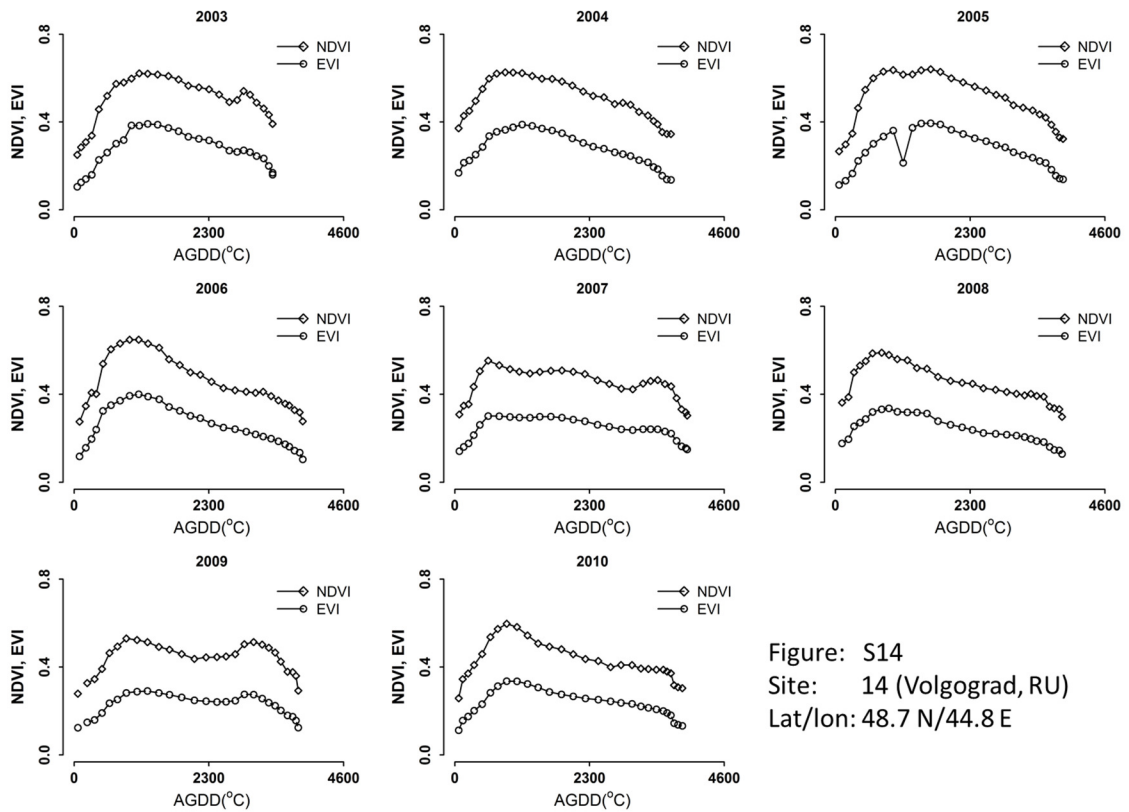 2003
NDVI, EVI
0.0 0.4 0.8
NDVI
EVI
0 2300 4600
AGDD(°C)
2004
NDVI, EVI
0.0 0.4 0.8
NDVI
EVI
0 2300 4600
AGDD(°C)
2005
NDVI, EVI
0.0 0.4 0.8
NDVI
EVI
0 2300 4600
AGDD(°C)
2006
NDVI, EVI
0.0 0.4 0.8
NDVI
EVI
0 2300 4600
AGDD(°C)
2007
NDVI, EVI
0.0 0.4 0.8
NDVI
EVI
0 2300 4600
AGDD(°C)
2008
NDVI, EVI
0.0 0.4 0.8
NDVI
EVI
0 2300 4600
AGDD(°C)
2009
NDVI, EVI
0.0 0.4 0.8
NDVI
EVI
0 2300 4600
AGDD(°C)
2010
NDVI, EVI
0.0 0.4 0.8
NDVI
EVI
0 2300 4600
AGDD(°C)
Figure: S14
Site: 14 (Volgograd, RU)
Lat/lon: 48.7 N/44.8 E